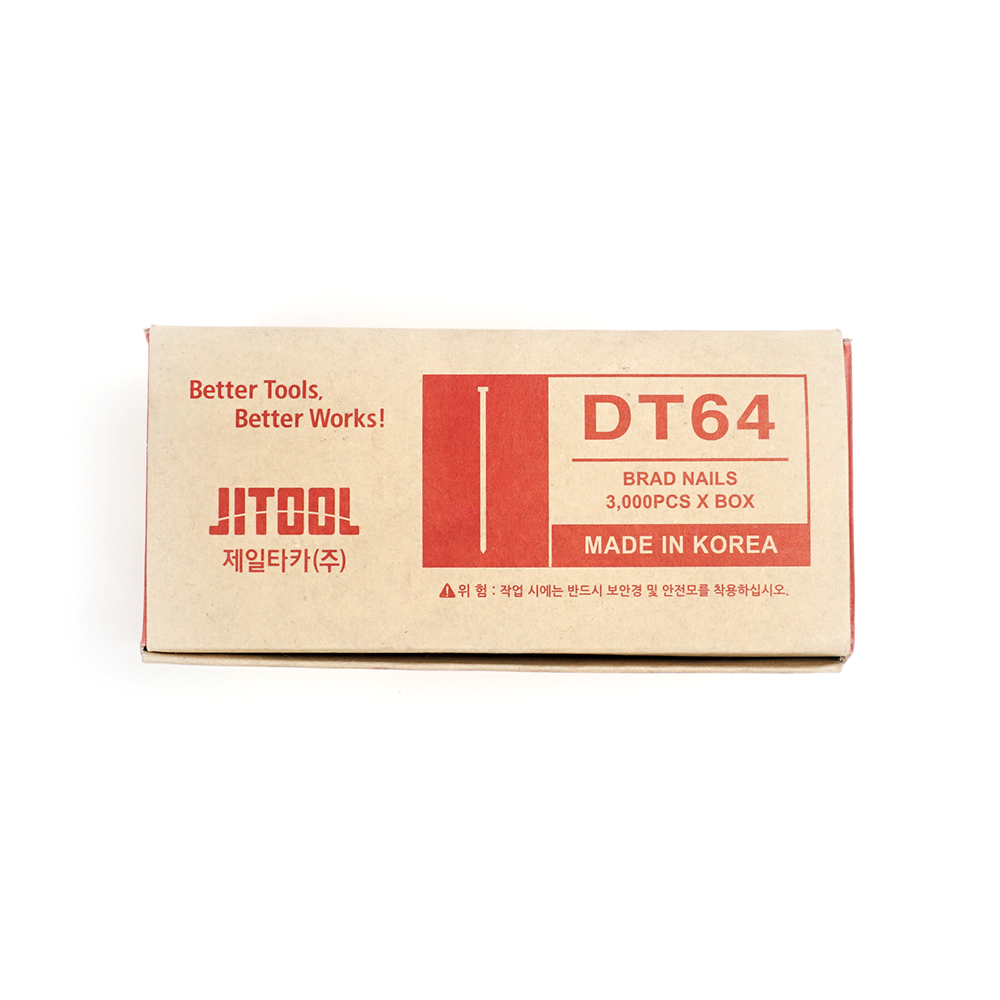 Better Tools,
Better Works!
JITOOL
제일타카(주)
DT64
BRAD NAILS
3,000PCS X BOX
MADE IN KOREA
위 험 : 작업 시에는 반드시 보안경 및 안전모를 착용하십시오.